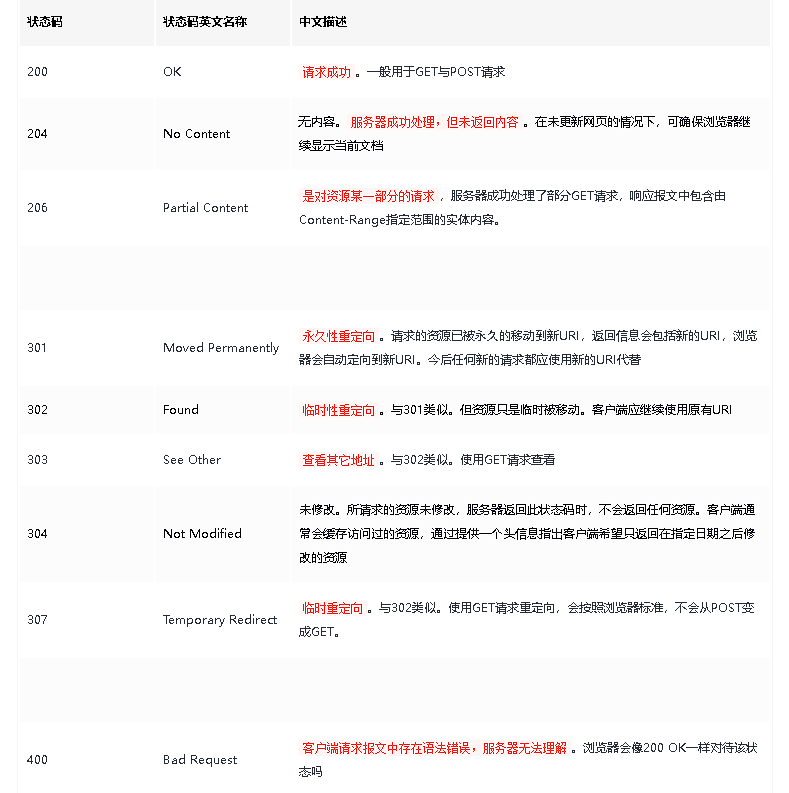 状态码 状态码英文名称 中文描述
200 OK 请求成功 。一般用于GET与POST请求
无内容。 服务器成功处理，但未返回内容 。在未更新网页的情况下，可确保浏览器继
204 No Content
续显示当前文档
是对资源某一部分的请求 ，服务器成功处理了部分GET请求，响应报文中包含由
206 Partial Content
Content-Range指定范围的实体内容。
永久性重定向 。请求的资源已被永久的移动到新URI，返回信息会包括新的URI，浏览
301 Moved Permanently
器会自动定向到新URI。今后任何新的请求都应使用新的URI代替
302 Found 临时性重定向 。与301类似。但资源只是临时被移动。客户端应继续使用原有URI
303 See Other 查看其它地址 。与302类似。使用GET请求查看
未修改。所请求的资源未修改，服务器返回此状态码时，不会返回任何资源。客户端通
304 Not Modified 常会缓存访问过的资源，通过提供一个头信息指出客户端希望只返回在指定日期之后修
改的资源
临时重定向 。与302类似。使用GET请求重定向，会按照浏览器标准，不会从POST变
307 Temporary Redirect
成GET。
客户端请求报文中存在语法错误，服务器无法理解 。浏览器会像200 OK一样对待该状
400 Bad Request
态吗